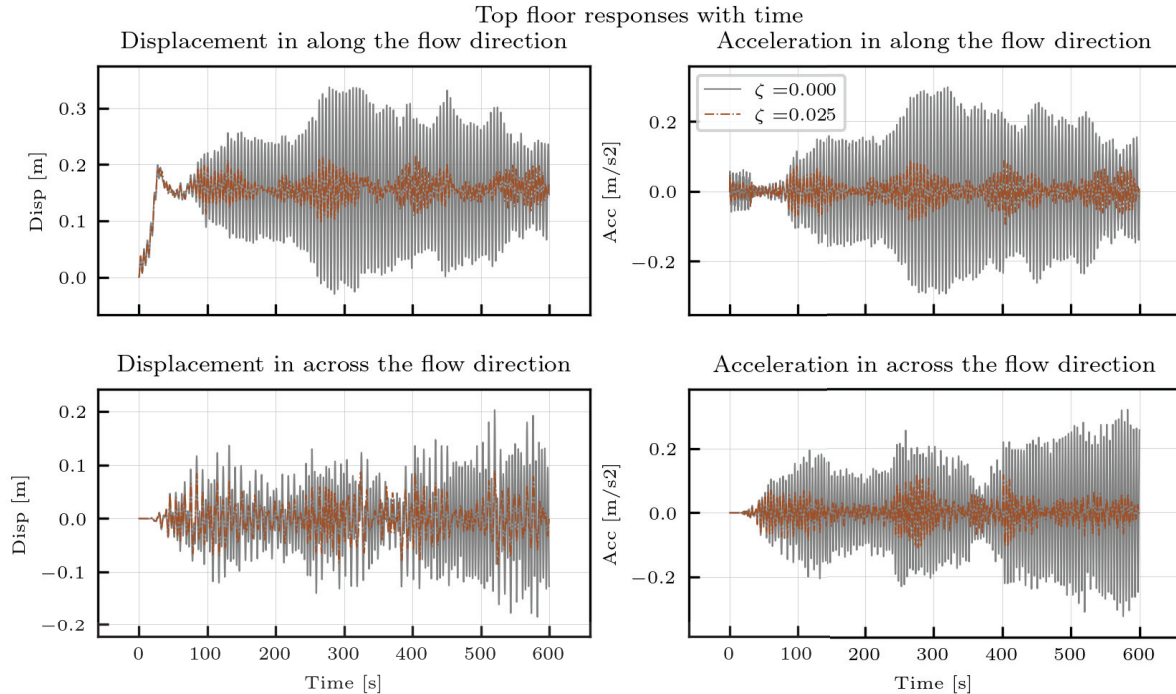 Top floor responses with time
Displacement in along the flow direction
Acceleration in along the flow direction
0.3
0.2
0.1
0.0
Disp [m]
0.2
0.0
−0.2
Acc [m/s2]
ζ =0.000
ζ =0.025
Displacement in across the flow direction
Acceleration in across the flow direction
0.2
0.1
0.0
−0.1
−0.2
Disp [m]
0.2
0.0
−0.2
Acc [m/s2]
0 100 200 300 400 500 600
0 100 200 300 400 500 600
Time [s]
Time [s]